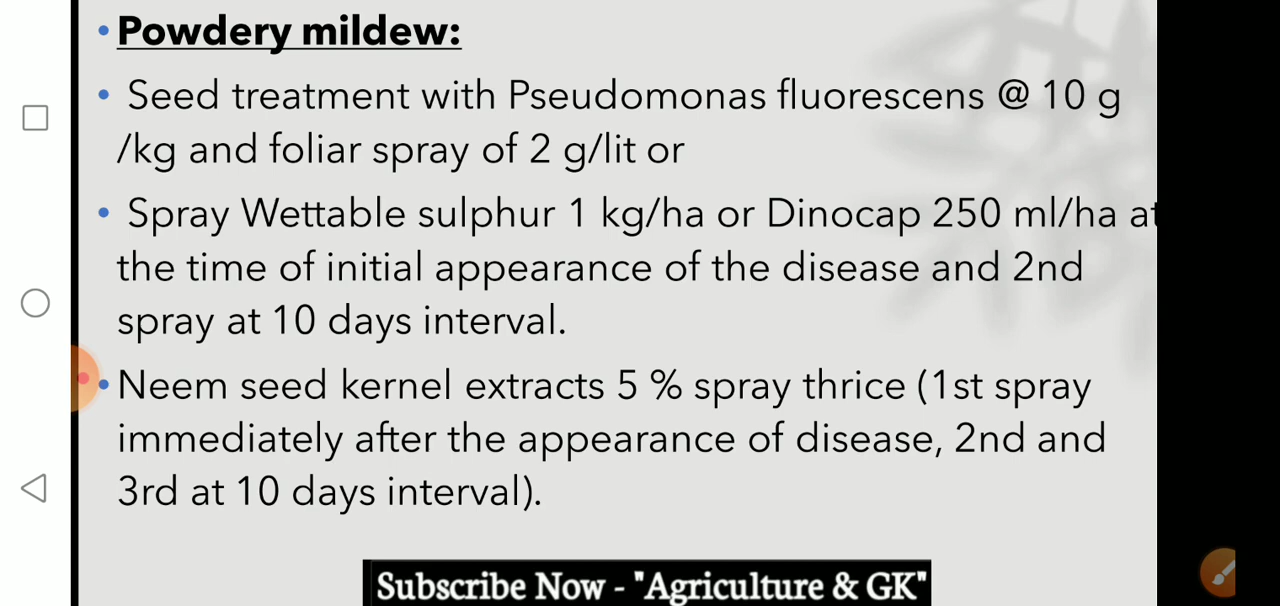 • Powdery mildew:
• Seed treatment with Pseudomonas fluorescens @ 10 g
/kg and foliar spray of 2 g/lit or
• Spray Wettable sulphur 1 kg/ha or Dinocap 250 ml/ha at
the time of initial appearance of the disease and 2nd
spray at 10 days interval.
• Neem seed kernel extracts 5 % spray thrice (1st spray
immediately after the appearance of disease, 2nd and
3rd at 10 days interval).
Subscribe Now - "Agriculture & GK"